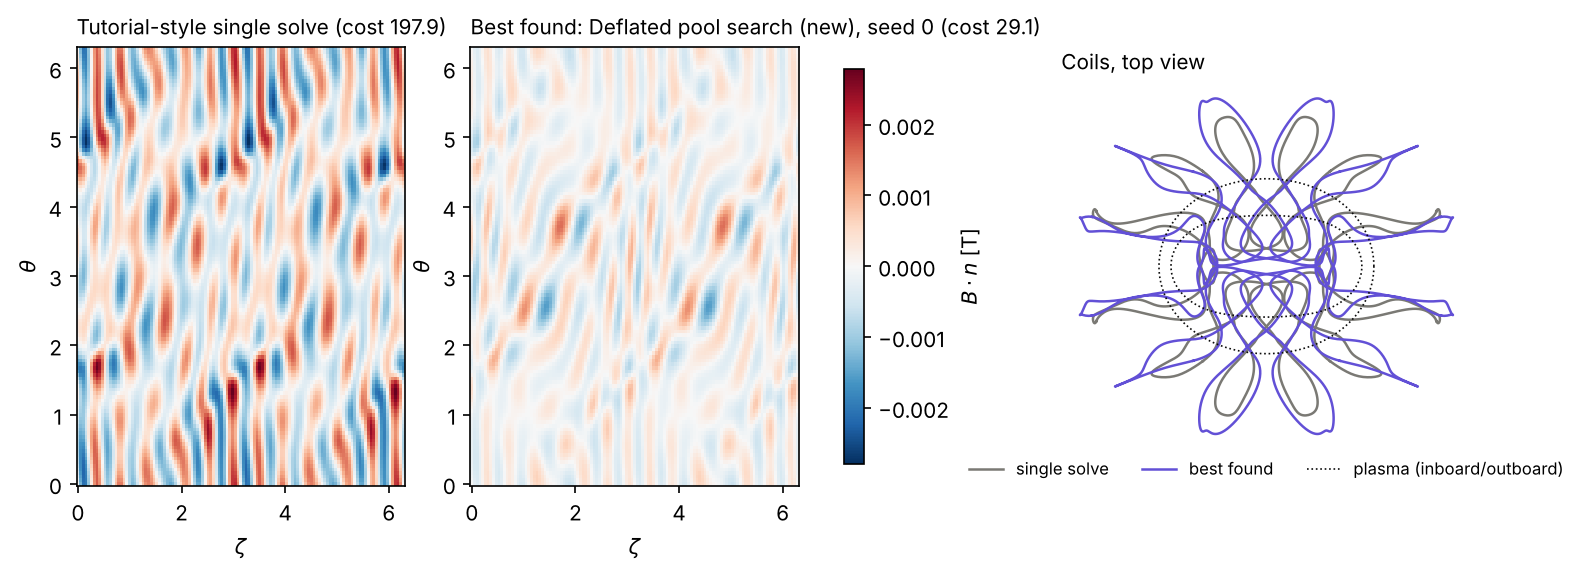 Tutorial-style single solve (cost 197.9)
Best found: Deflated pool search (new), seed 0 (cost 29.1)
Coils, top view
θ
6
5
4
3
2
1
0
0 2 4 6
ζ
θ
6
5
4
3
2
1
0
0 2 4 6
ζ
0.002
0.001
0.000
−0.001
−0.002
B · n [T]
single solve
best found
plasma (inboard/outboard)